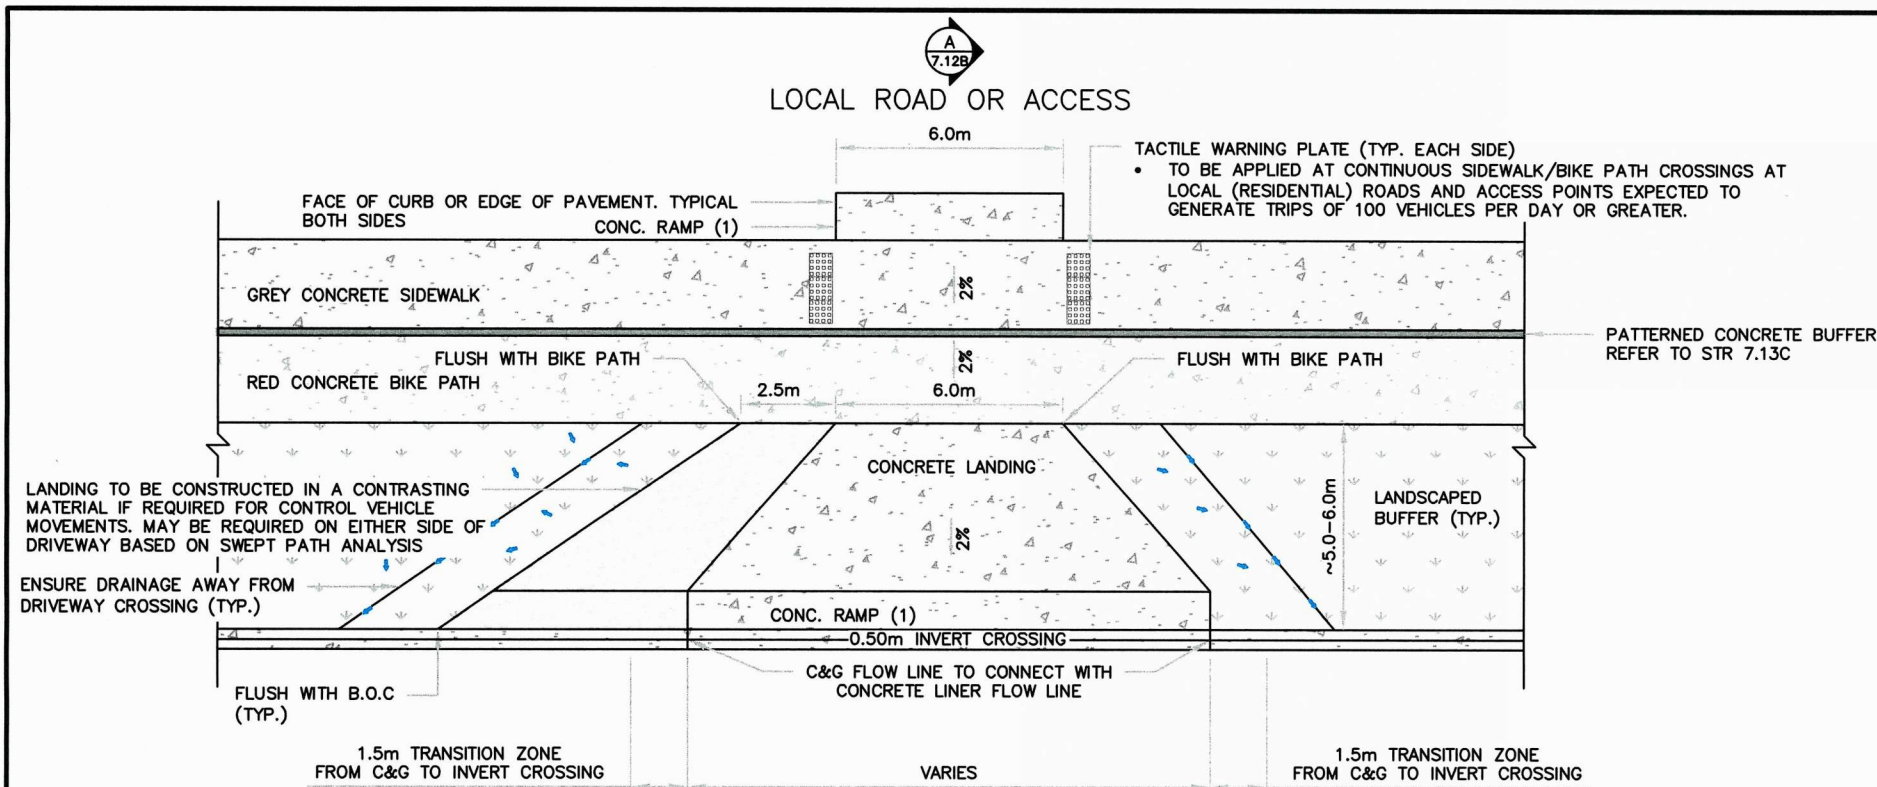 A
7.12B
LOCAL ROAD OR ACCESS
6.0m
TACTILE WARNING PLATE (TYP. EACH SIDE)
• TO BE APPLIED AT CONTINUOUS SIDEWALK/BIKE PATH CROSSINGS AT
LOCAL (RESIDENTIAL) ROADS AND ACCESS POINTS EXPECTED TO
GENERATE TRIPS OF 100 VEHICLES PER DAY OR GREATER.
FACE OF CURB OR EDGE OF PAVEMENT. TYPICAL
BOTH SIDES
CONC. RAMP (1)
GREY CONCRETE SIDEWALK
2%
PATTERNED CONCRETE BUFFER
REFER TO STR 7.13C
FLUSH WITH BIKE PATH
2%
FLUSH WITH BIKE PATH
RED CONCRETE BIKE PATH
2.5m
6.0m
CONCRETE LANDING
LANDING TO BE CONSTRUCTED IN A CONTRASTING
MATERIAL IF REQUIRED FOR CONTROL VEHICLE
MOVEMENTS. MAY BE REQUIRED ON EITHER SIDE OF
DRIVEWAY BASED ON SWEPT PATH ANALYSIS
2%
~5.0-6.0m
LANDSCAPED
BUFFER (TYP.)
ENSURE DRAINAGE AWAY FROM
DRIVEWAY CROSSING (TYP.)
CONC. RAMP (1)
0.50m INVERT CROSSING
C&G FLOW LINE TO CONNECT WITH
CONCRETE LINER FLOW LINE
FLUSH WITH B.O.C
(TYP.)
1.5m TRANSITION ZONE
FROM C&G TO INVERT CROSSING
VARIES
1.5m TRANSITION ZONE
FROM C&G TO INVERT CROSSING